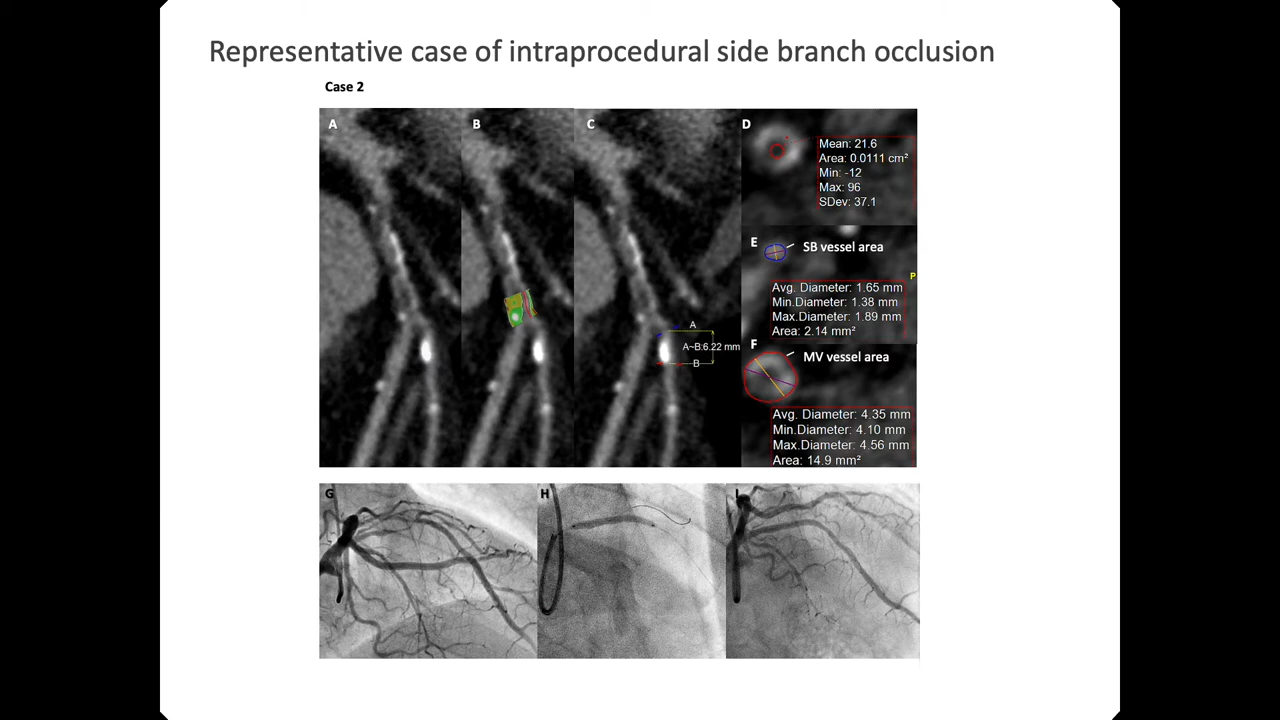 Representative case of intraprocedural side branch occlusion
Case 2
A
B
C
D
Mean: 21.6
Area: 0.0111 cm²
Min: -12
Max: 96
SDev: 37.1
E
SB vessel area
P
Avg. Diameter: 1.65 mm
Min.Diameter: 1.38 mm
Max.Diameter: 1.89 mm
Area: 2.14 mm²
A
A~B:6.22 mm
B
F
MV vessel area
Avg. Diameter: 4.35 mm
Min.Diameter: 4.10 mm
Max.Diameter: 4.56 mm
Area: 14.9 mm²
G
H
I